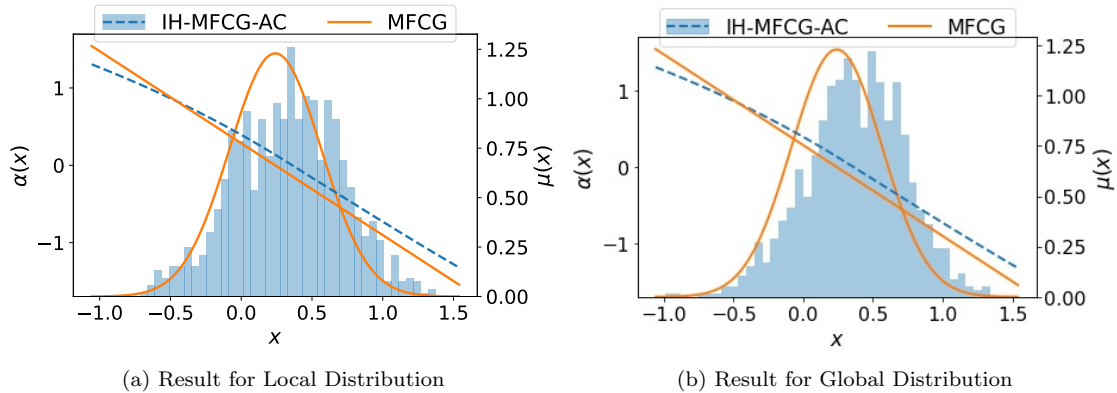 IH-MFCG-AC MFCG
1
0
−1
α(x)
1.25
1.00
0.75
0.50
0.25
0.00
μ(x)
−1.0 −0.5 0.0 0.5 1.0 1.5
x
(a) Result for Local Distribution
IH-MFCG-AC MFCG
1
0
−1
α(x)
1.25
1.00
0.75
0.50
0.25
0.00
μ(x)
−1.0 −0.5 0.0 0.5 1.0 1.5
x
(b) Result for Global Distribution